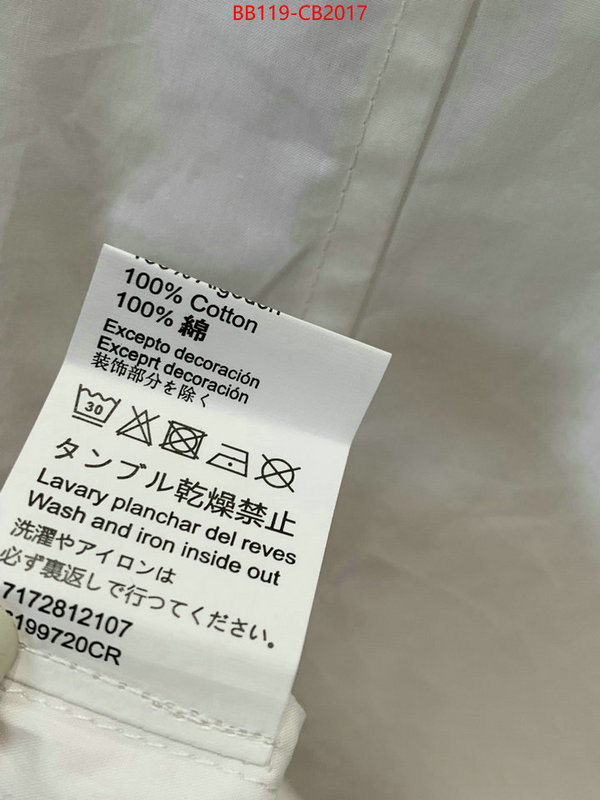 BB119-CB2017
100% Cotton
100% 綿
Excepto decoración
Exceprt decoración
装飾部分を除く
30
タンブル乾燥禁止
Lavary planchar del reves
Wash and iron inside out
洗濯やアイロンは
必ず裏返しで行つてください。
7172812107
199720CR